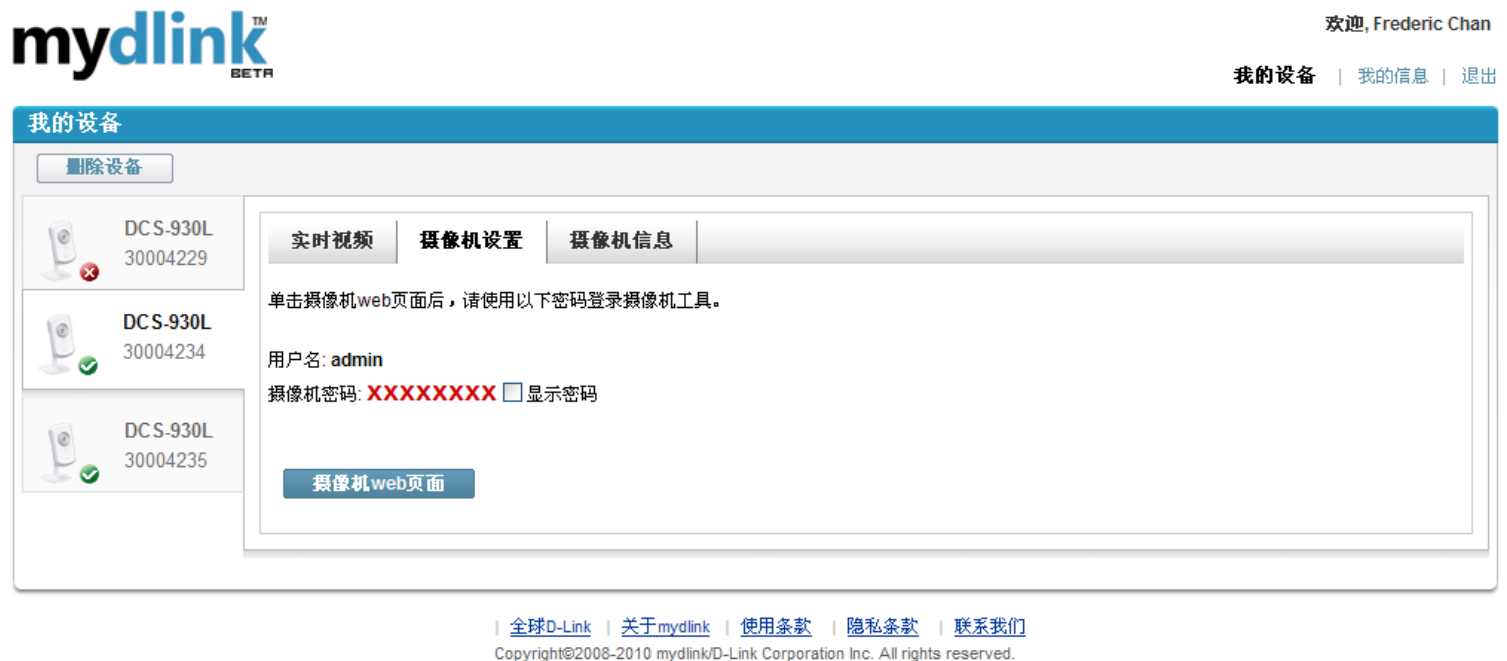 mydlink™
BETA
欢迎, Frederic Chan
我的设备 | 我的信息 | 退出
我的设备
删除设备
DCS-930L
30004229
DCS-930L
30004234
DCS-930L
30004235
实时视频 摄像机设置 摄像机信息
单击摄像机web页面后，请使用以下密码登录摄像机工具。
用户名: admin
摄像机密码: XXXXXXXX 显示密码
摄像机web页面
| 全球D-Link | 关于mydlink | 使用条款 | 隐私条款 | 联系我们
Copyright©2008-2010 mydlink/D-Link Corporation Inc. All rights reserved.